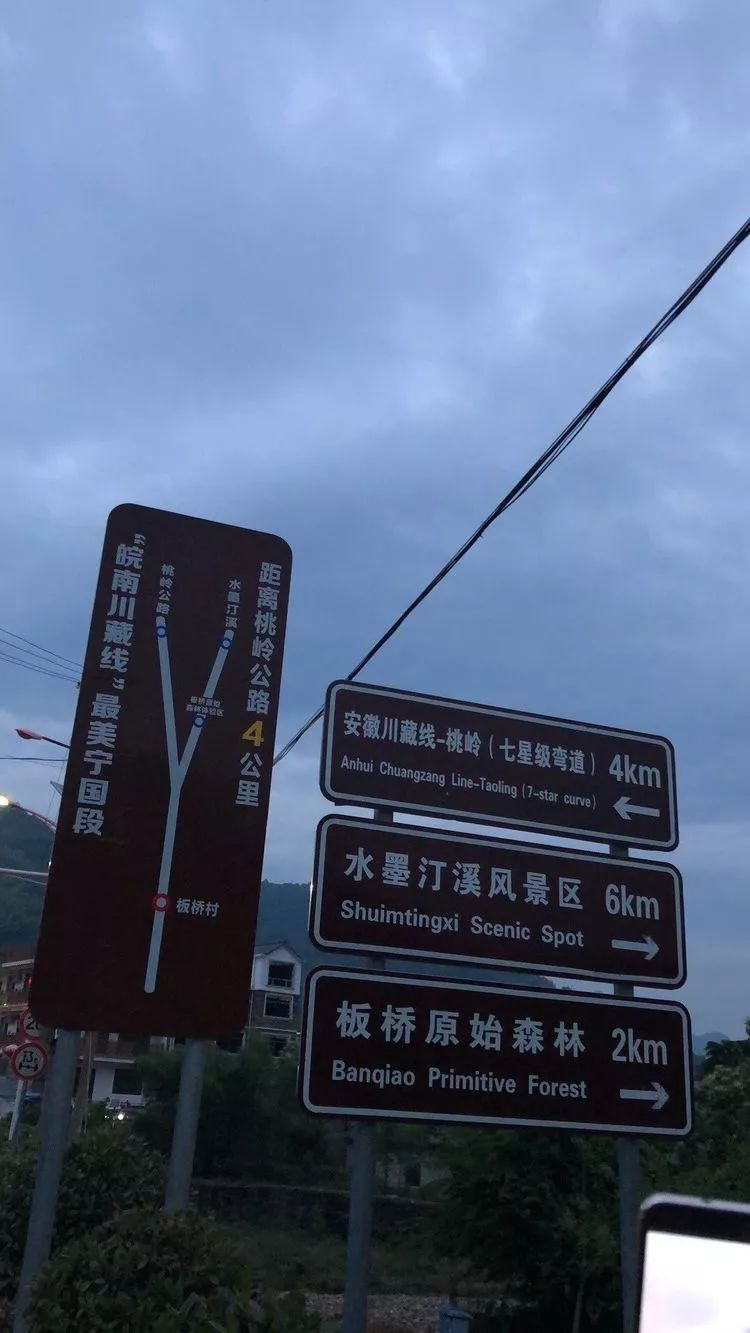 “皖南川藏线”最美宁国段
桃岭公路
水墨汀溪
距离桃岭公路4公里
板桥原始
森林体验区
板桥村
安徽川藏线-桃岭（七星级弯道） 4km
Anhui Chuangzang Line-Taoling (7-star curve)
水墨汀溪风景区 6km
Shuimtingxi Scenic Spot
板桥原始森林 2km
Banqiao Primitive Forest
20
13